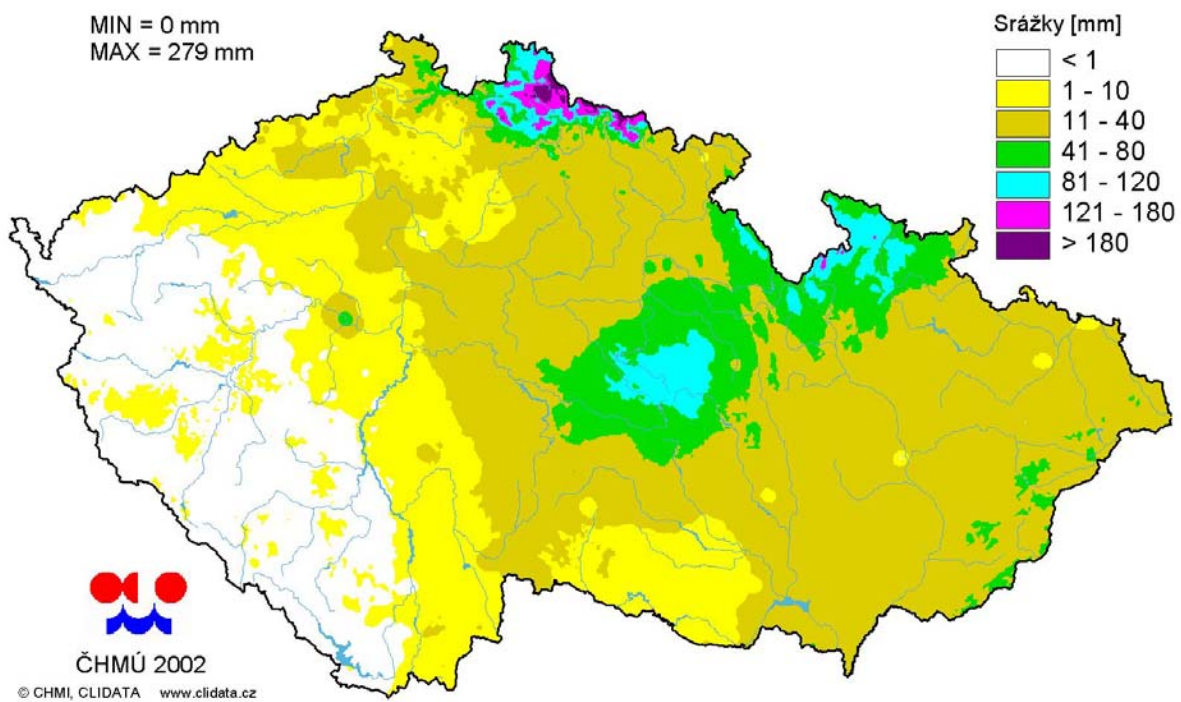 MIN = 0 mm
MAX = 279 mm
Srážky [mm]
< 1
1 - 10
11 - 40
41 - 80
81 - 120
121 - 180
> 180
ČHMÚ 2002
© CHMI, CLIDATA www.clidata.cz